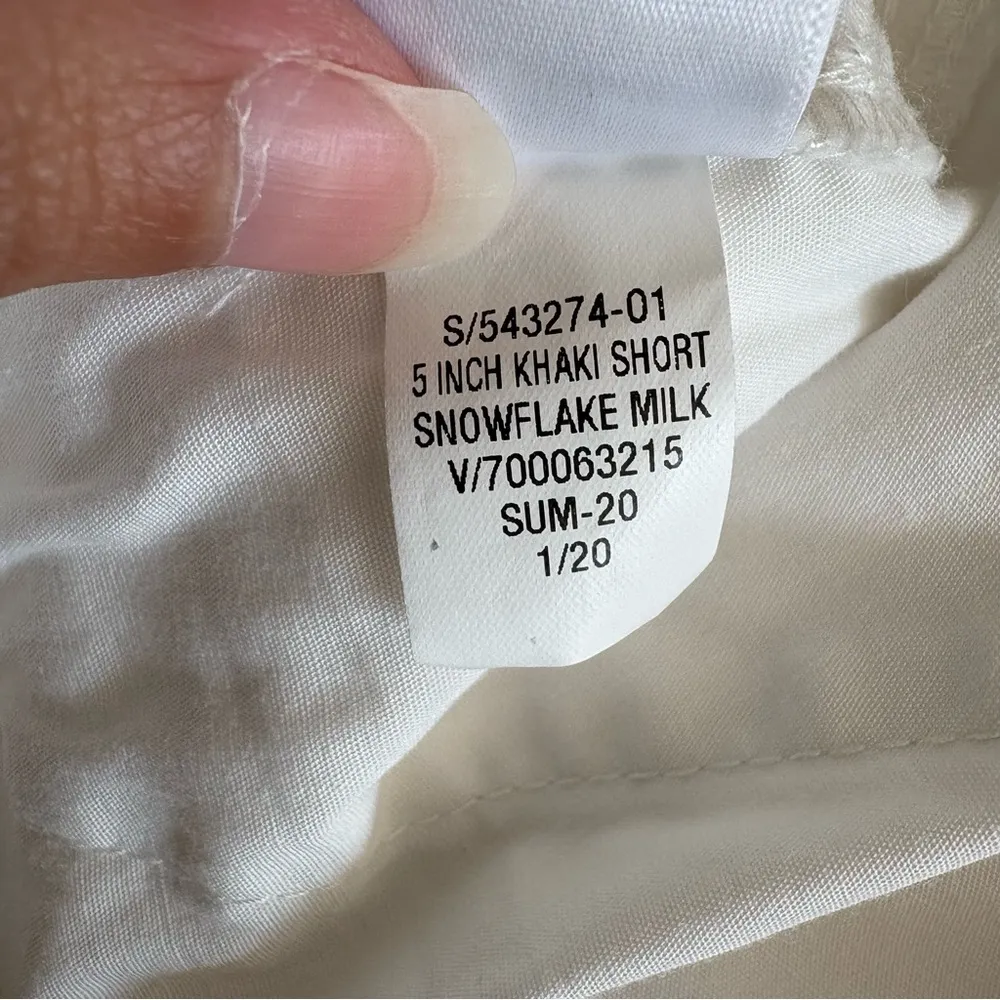 S/543274-01
5 INCH KHAKI SHORT
SNOWFLAKE MILK
V/700063215
SUM-20
1/20